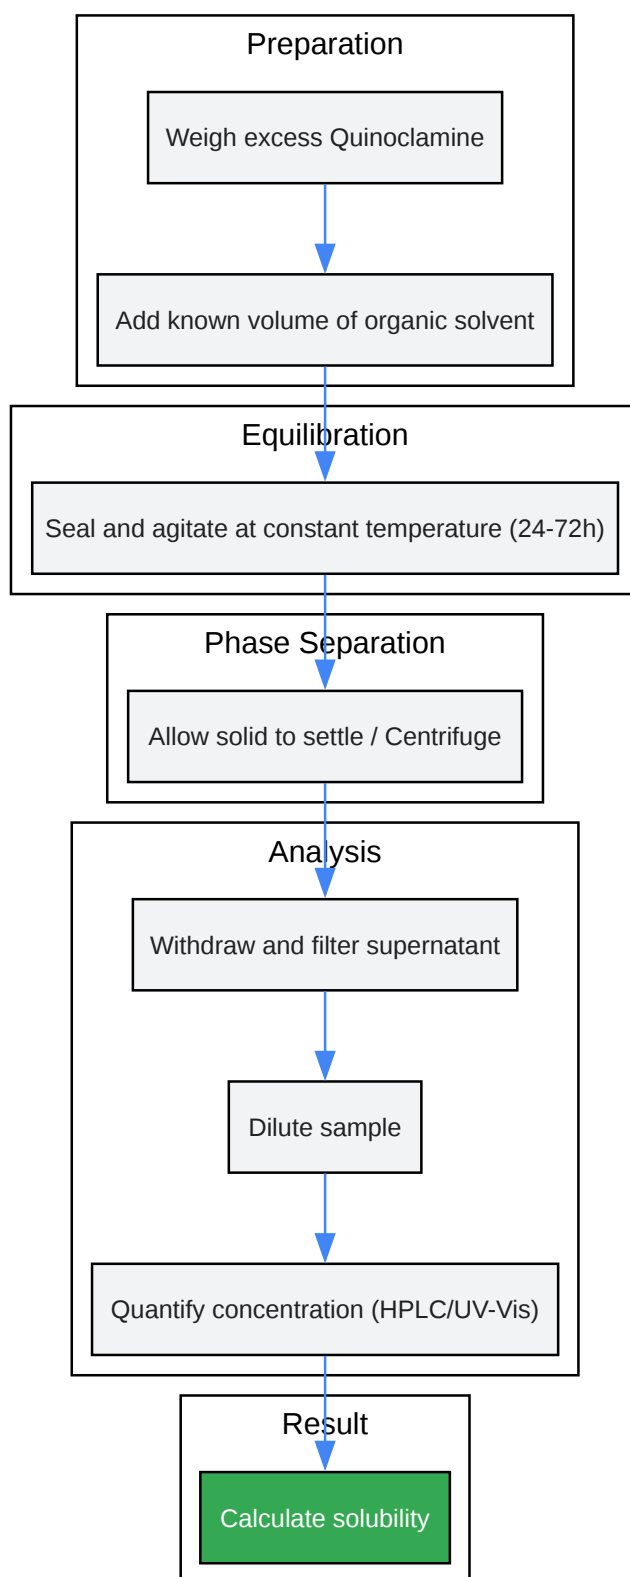 Preparation
Weigh excess Quinoclamine
Add known volume of organic solvent
Equilibration
Seal and agitate at constant temperature (24-72h)
Phase Separation
Allow solid to settle / Centrifuge
Analysis
Withdraw and filter supernatant
Dilute sample
Quantify concentration (HPLC/UV-Vis)
Result
Calculate solubility